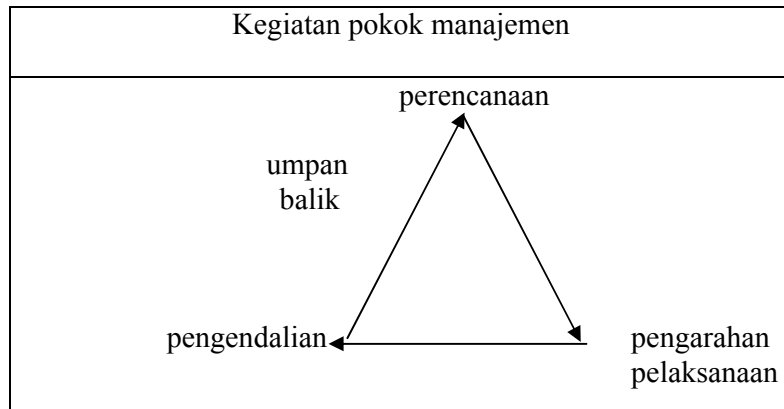 Kegiatan pokok manajemen
perencanaan
umpan
balik
pengendalian
pengarahan
pelaksanaan